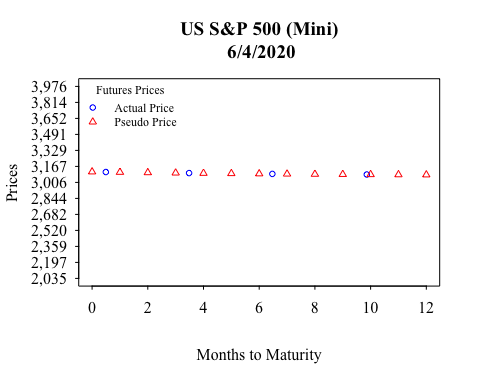 US S&P 500 (Mini)
6/4/2020
Futures Prices
Actual Price
Pseudo Price
Prices
3,976
3,814
3,652
3,491
3,329
3,167
3,006
2,844
2,682
2,520
2,359
2,197
2,035
0 2 4 6 8 10 12
Months to Maturity